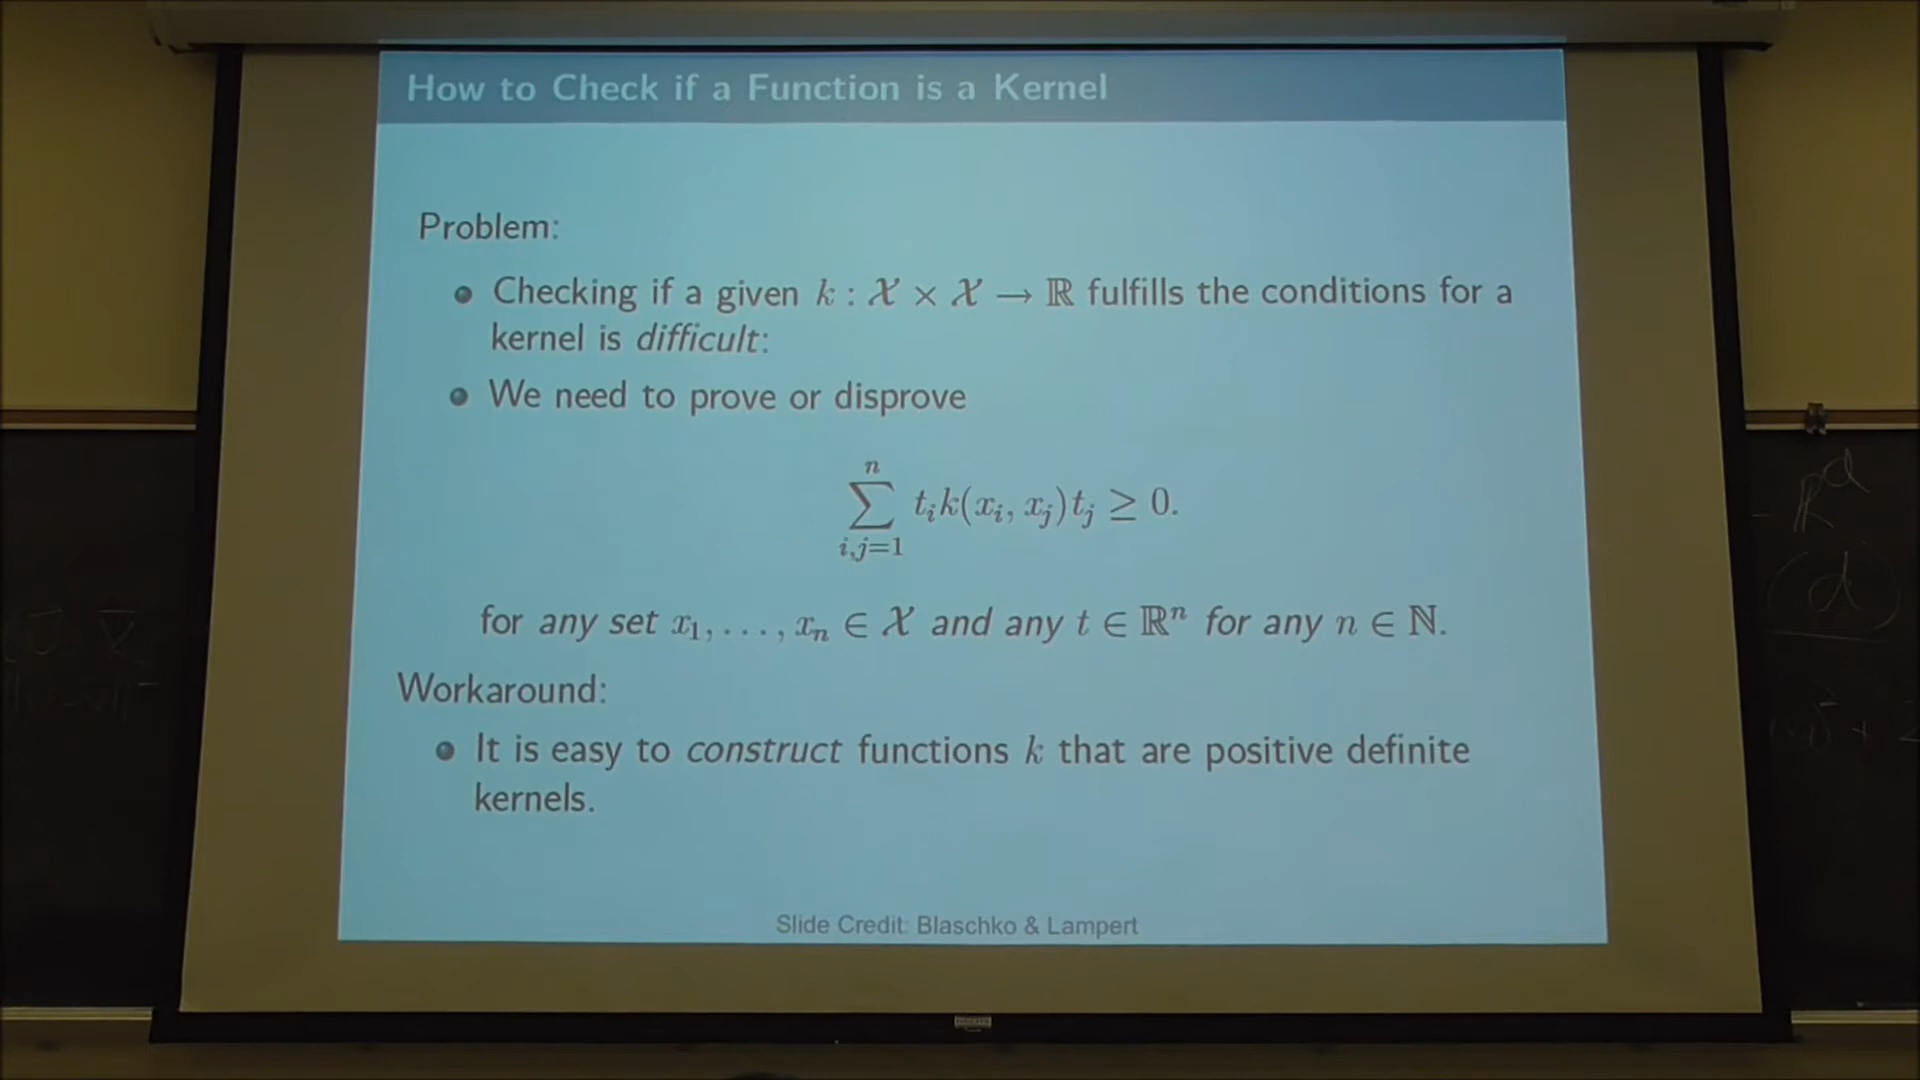 How to Check if a Function is a Kernel
Problem:
Checking if a given k : 𝒳 × 𝒳 → ℝ fulfills the conditions for a
kernel is difficult:
We need to prove or disprove
n
∑ tᵢk(xᵢ, xⱼ)tⱼ ≥ 0.
i,j=1
for any set x₁, . . . , xₙ ∈ 𝒳 and any t ∈ ℝⁿ for any n ∈ ℕ.
Workaround:
It is easy to construct functions k that are positive definite
kernels.
Slide Credit: Blaschko & Lampert
ℝᵈ
d